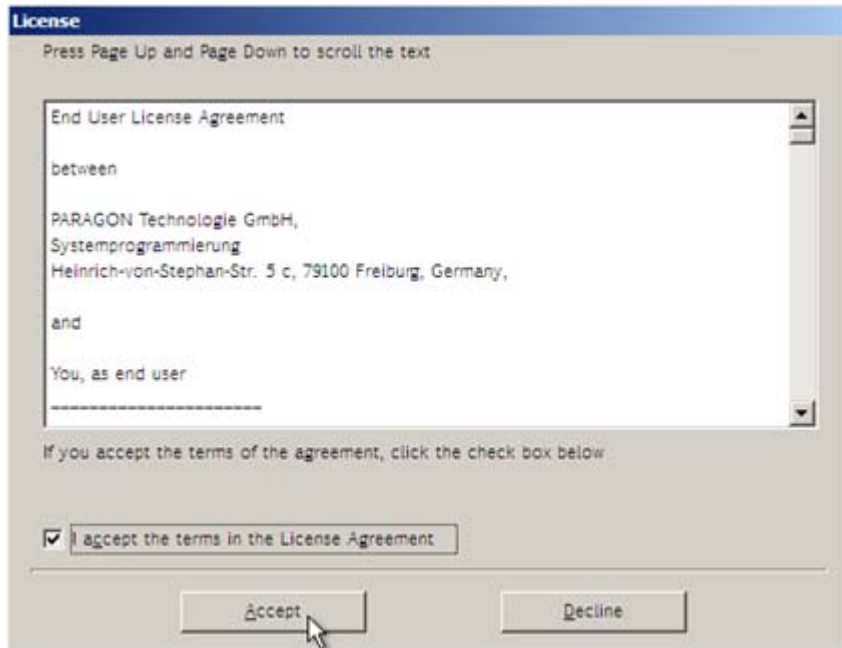 License
Press Page Up and Page Down to scroll the text
End User License Agreement
between
PARAGON Technologie GmbH,
Systemprogrammierung
Heinrich-von-Stephan-Str. 5 c, 79100 Freiburg, Germany,
and
You, as end user
----------------------
If you accept the terms of the agreement, click the check box below
I accept the terms in the License Agreement
Accept Decline